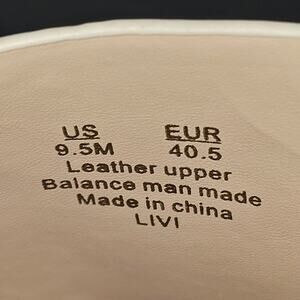 US EUR
9.5M 40.5
Leather upper
Balance man made
Made in china
LIVI